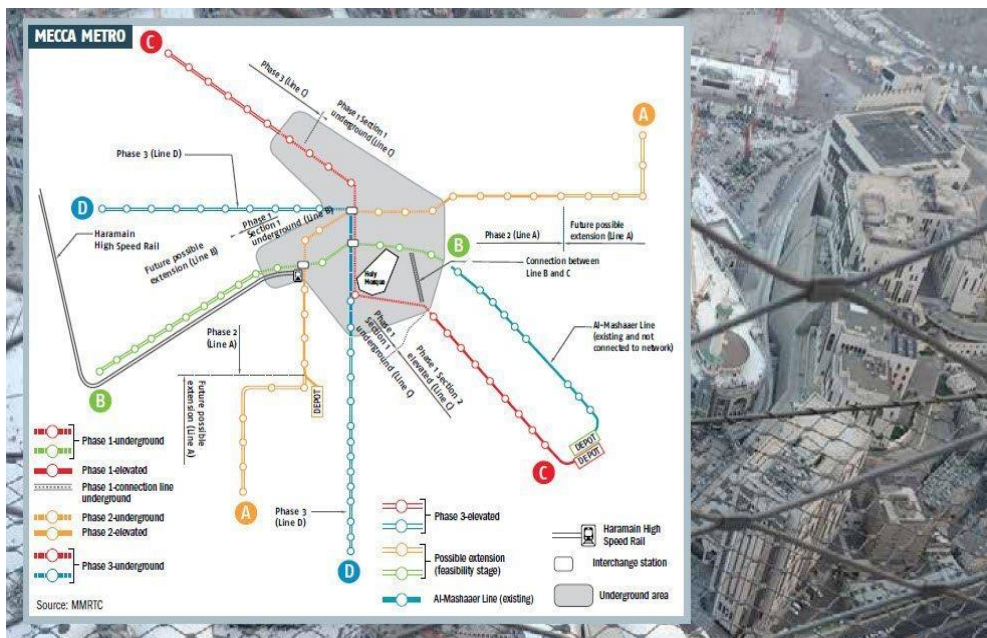 MECCA METRO
C
Phase 3 (Line C)
Phase 1 Section 1
underground (Line C)
A
Phase 3 (Line D)
D
Haramain
High Speed Rail
Phase 1
Section 1
underground (Line B)
Future possible
extension (Line B)
B
Phase 2 (Line A)
Future possible
extension (Line A)
Connection between
Line B and C
Holy
Mosque
Al-Mashaaer Line
(existing and not
connected to network)
Phase 1
section 1
underground (Line C)
Phase 1 Section 2
elevated (Line C)
Phase 2
(Line A)
Future possible
extension (Line A)
DEPOT
B
DEPOT
DEPOT
C
A
Phase 3
(Line D)
D
Phase 1-underground
Phase 1-elevated
Phase 1-connection line
underground
Phase 2-underground
Phase 2-elevated
Phase 3-underground
Phase 3-elevated
Possible extension
(feasibility stage)
Al-Mashaaer Line (existing)
Haramain High
Speed Rail
Interchange station
Underground area
Source: MMRTC